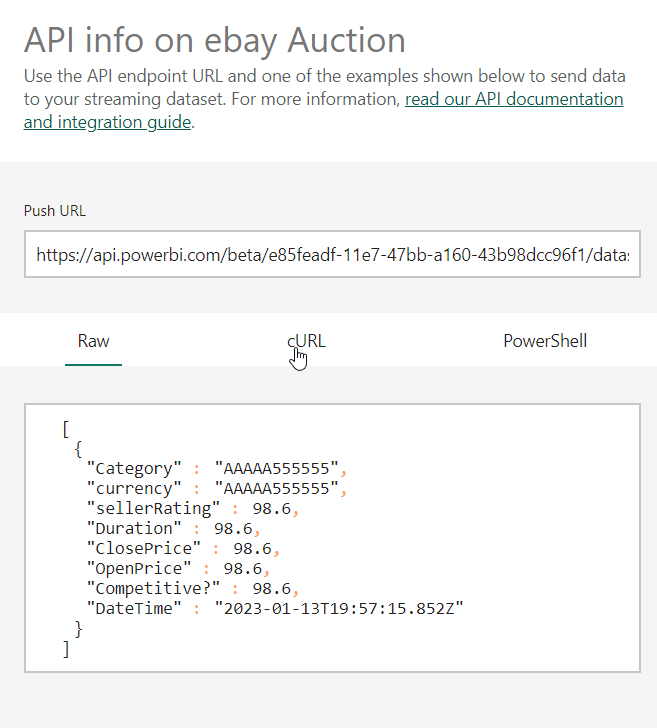 API info on ebay Auction
Use the API endpoint URL and one of the examples shown below to send data
to your streaming dataset. For more information, read our API documentation
and integration guide.
Push URL
https://api.powerbi.com/beta/e85feadf-11e7-47bb-a160-43b98dcc96f1/datas
Raw cURL PowerShell
[
{
"Category" : "AAAAA555555",
"currency" : "AAAAA555555",
"sellerRating" : 98.6,
"Duration" : 98.6,
"ClosePrice" : 98.6,
"OpenPrice" : 98.6,
"Competitive?" : 98.6,
"DateTime" : "2023-01-13T19:57:15.852Z"
}
]